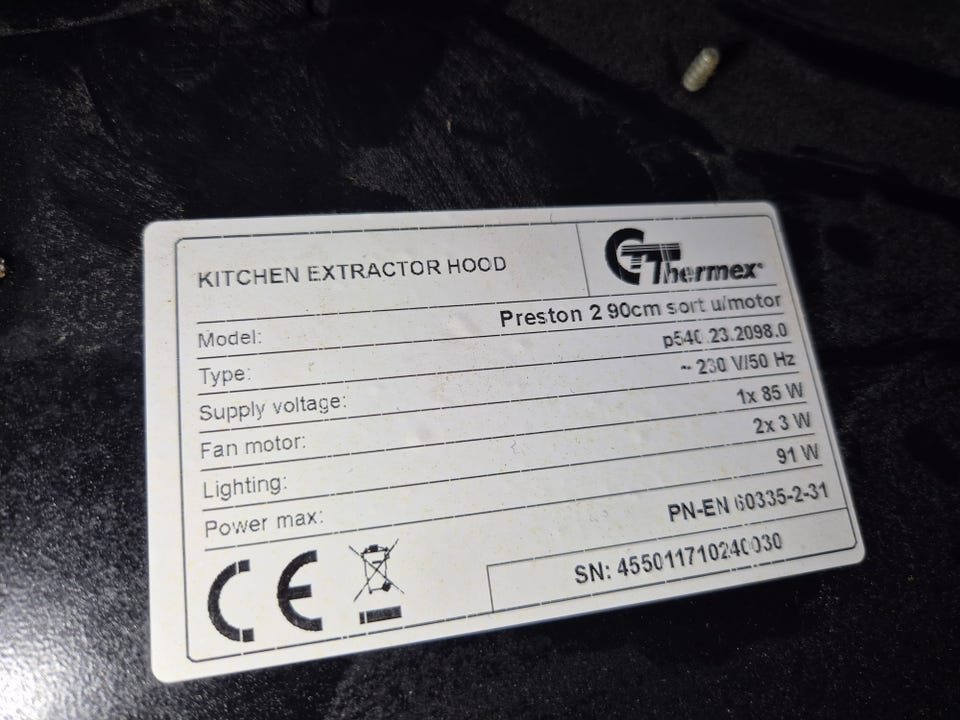 KITCHEN EXTRACTOR HOOD
Thermex®
Model: Preston 2 90cm sort u/motor
Type: p540.23.2098.0
Supply voltage: ~ 230 V/50 Hz
Fan motor: 1x 85 W
Lighting: 2x 3 W
Power max: 91 W
PN-EN 60335-2-31
CE
SN: 455011710240030